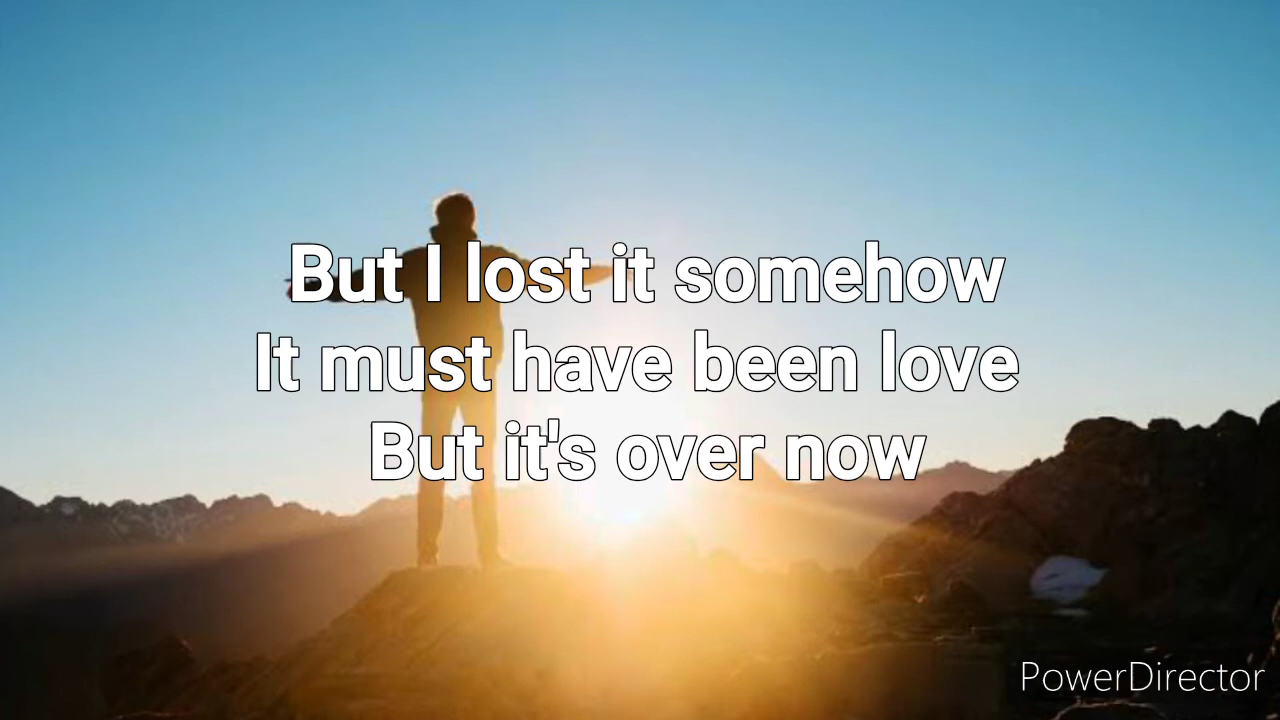 But I lost it somehow
It must have been love
But it's over now
PowerDirector